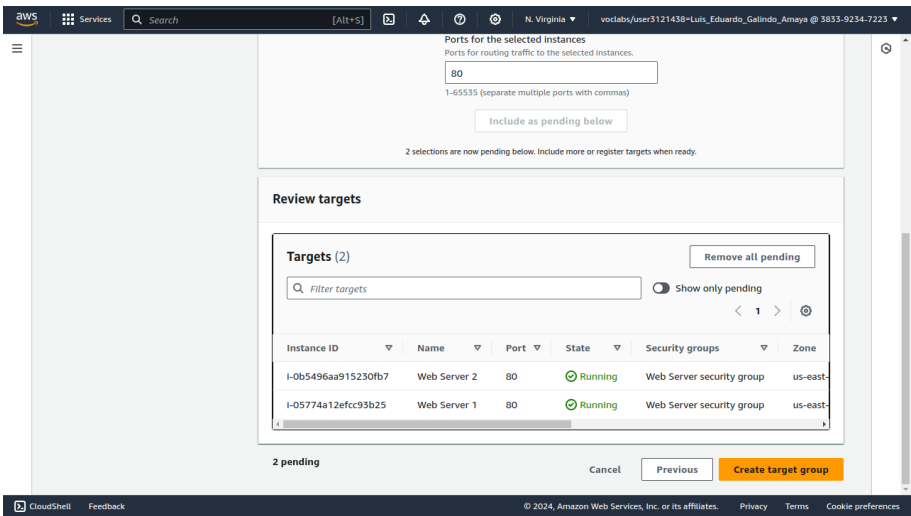 aws Services Search [Alt+S] N. Virginia voclabs/user3121438=Luis_Eduardo_Galindo_Amaya @ 3833-9234-7223
Ports for the selected instances
Ports for routing traffic to the selected instances.
80
1-65535 (separate multiple ports with commas)
Include as pending below
2 selections are now pending below. Include more or register targets when ready.
Review targets
Targets (2) Remove all pending
Filter targets Show only pending
1
Instance ID Name Port State Security groups Zone
i-0b5496aa915230fb7 Web Server 2 80 Running Web Server security group us-east-
i-05774a12efcc93b25 Web Server 1 80 Running Web Server security group us-east-
2 pending Cancel Previous Create target group
CloudShell Feedback © 2024, Amazon Web Services, Inc. or its affiliates. Privacy Terms Cookie preferences